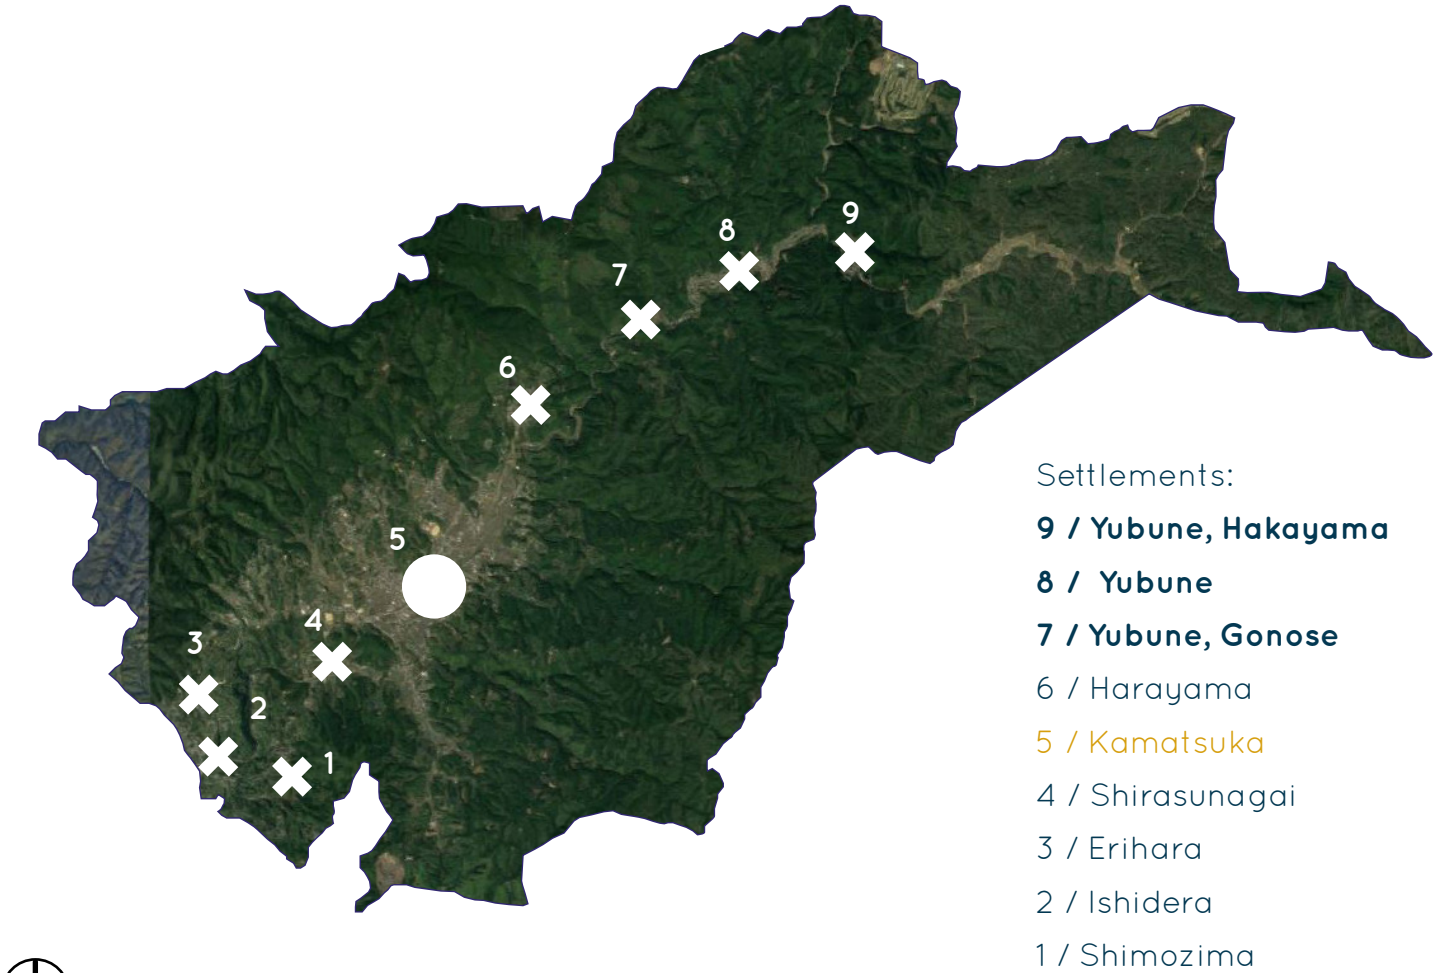 9
8
7
6
5
4
3
2
1
Settlements:
9 / Yubune, Hakayama
8 / Yubune
7 / Yubune, Gonose
6 / Harayama
5 / Kamatsuka
4 / Shirasunagai
3 / Erihara
2 / Ishidera
1 / Shimozima